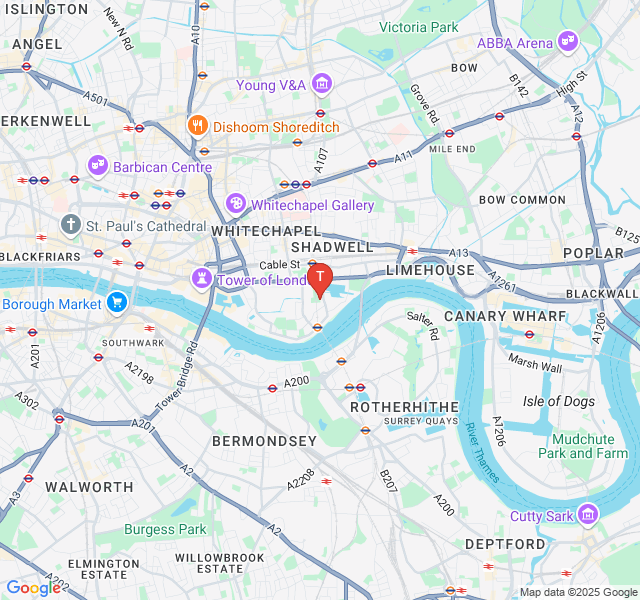 ISLINGTON
New N Rd
A10
Victoria Park
ANGEL
ABBA Arena
BOW
B142
High St
Young V&A
A501
Grove Rd.
A12
ERKENWELL
Dishoom Shoreditch
A107
A11
MILE END
Barbican Centre
BOW COMMON
Whitechapel Gallery
St. Paul's Cathedral
WHITECHAPEL
B125
SHADWELL
A13
POPLAR
BLACKFRIARS
Cable St
LIMEHOUSE
T
Tower of Lond
A1261
BLACKWALL
Borough Market
Salter Rd
CANARY WHARF
A1206
A201
SOUTHWARK
Tower Bridge Rd
Marsh Wall
A2198
A200
A302
ROTHERHITHE
Isle of Dogs
A201
SURREY QUAYS
A1206
BERMONDSEY
River Thames
Mudchute
Park and Farm
A2
A2208
B207
A3
WALWORTH
A200
Burgess Park
A2
Cutty Sark
DEPTFORD
ELMINGTON
ESTATE
WILLOWBROOK
ESTATE
A202
Google
Map data ©2025 Google